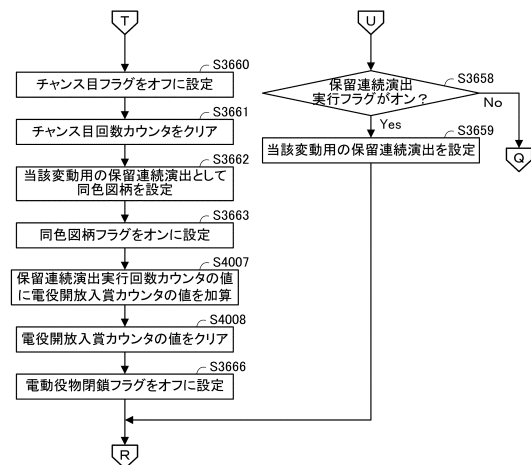 T
S3660
チャンス目フラグをオフに設定
S3661
チャンス目回数カウンタをクリア
S3662
当該変動用の保留連続演出として
同色図柄を設定
S3663
同色図柄フラグをオンに設定
S4007
保留連続演出実行回数カウンタの値
に電役開放入賞カウンタの値を加算
S4008
電役開放入賞カウンタの値をクリア
S3666
電動役物閉鎖フラグをオフに設定
R
U
S3658
保留連続演出
実行フラグがオン?
No
Yes
S3659
当該変動用の保留連続演出を設定
Q